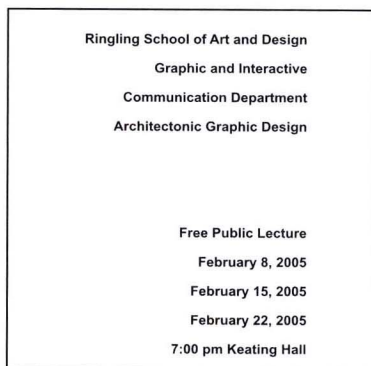 Ringling School of Art and Design
Graphic and Interactive
Communication Department
Architectonic Graphic Design
Free Public Lecture
February 8, 2005
February 15, 2005
February 22, 2005
7:00 pm Keating Hall